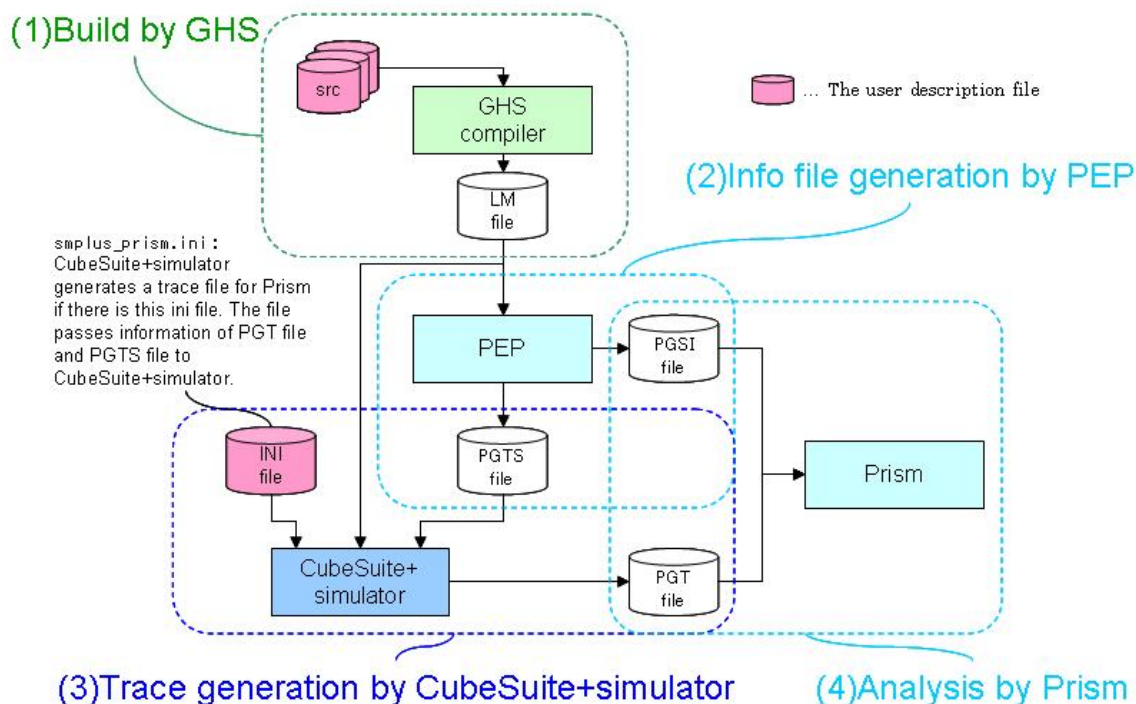 (1)Build by GHS
src
GHS
compiler
... The user description file
LM
file
(2)Info file generation by PEP
smplus_prism.ini :
CubeSuite+simulator
generates a trace file for Prism
if there is this ini file. The file
passes information of PGT file
and PGTS file to
CubeSuite+simulator.
PEP
PGSI
file
INI
file
PGTS
file
Prism
CubeSuite+
simulator
PGT
file
(3)Trace generation by CubeSuite+simulator
(4)Analysis by Prism